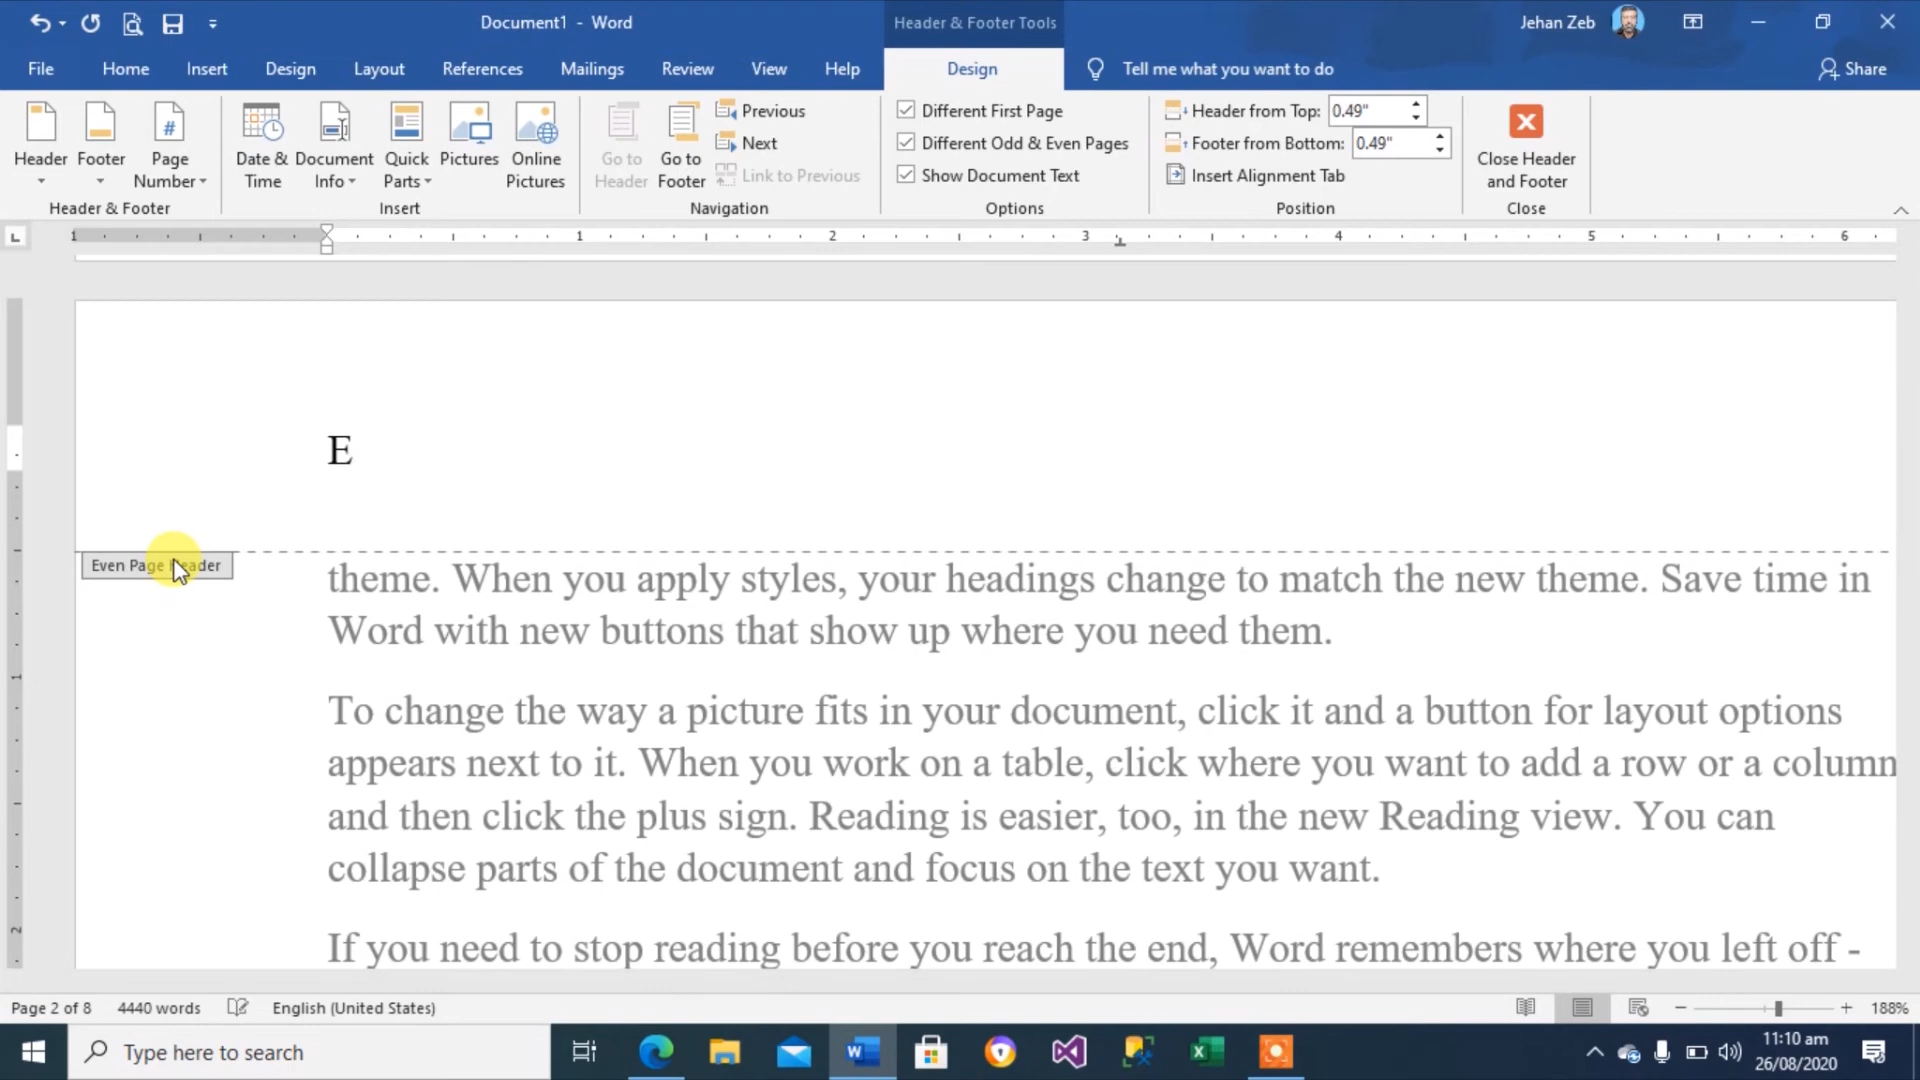 Document1 - Word
Header & Footer Tools
Jehan Zeb
File Home Insert Design Layout References Mailings Review View Help Design Tell me what you want to do Share
Header
Footer
Page Number
Header & Footer
Date & Time
Document Info
Quick Parts
Pictures
Online Pictures
Insert
Go to Header
Go to Footer
Previous
Next
Link to Previous
Navigation
Different First Page
Different Odd & Even Pages
Show Document Text
Options
Header from Top: 0.49"
Footer from Bottom: 0.49"
Insert Alignment Tab
Position
Close Header and Footer
Close
1 1 2 3 4 5 6
E
Even Page Header
theme. When you apply styles, your headings change to match the new theme. Save time in
Word with new buttons that show up where you need them.
To change the way a picture fits in your document, click it and a button for layout options
appears next to it. When you work on a table, click where you want to add a row or a column
and then click the plus sign. Reading is easier, too, in the new Reading view. You can
collapse parts of the document and focus on the text you want.
If you need to stop reading before you reach the end, Word remembers where you left off -
1
2
Page 2 of 8 4440 words English (United States) 188%
Type here to search
11:10 am
26/08/2020